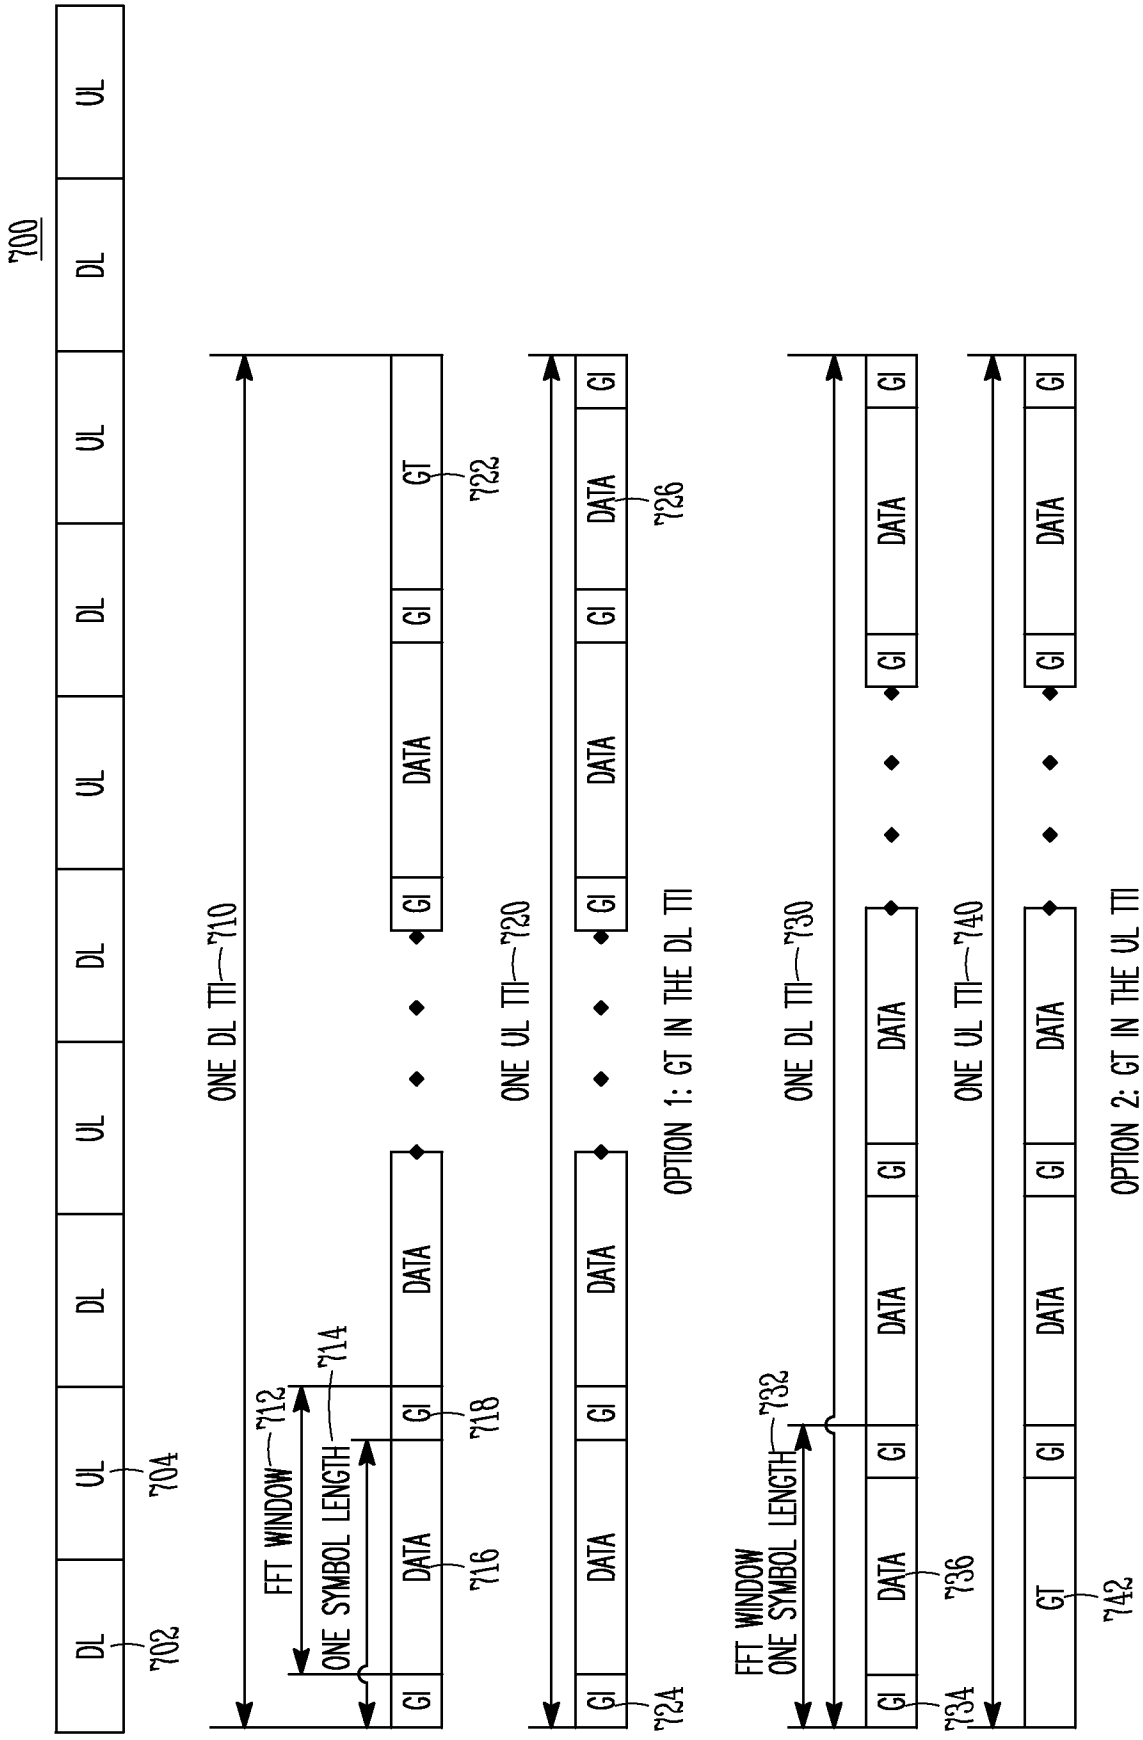 700
DL UL DL UL DL UL DL UL DL UL
702 704
ONE DL TTI 710
FFT WINDOW 712
ONE SYMBOL LENGTH 714
GI DATA GI DATA GI DATA GI GT
716 718 722
ONE UL TTI 720
GI DATA GI DATA GI DATA GI DATA GI
724 726
OPTION 1: GT IN THE DL TTI
ONE DL TTI 730
FFT WINDOW
ONE SYMBOL LENGTH 732
GI DATA GI DATA GI DATA GI DATA GI
734 736
ONE UL TTI 740
GT GI DATA GI DATA GI DATA GI
742
OPTION 2: GT IN THE UL TTI